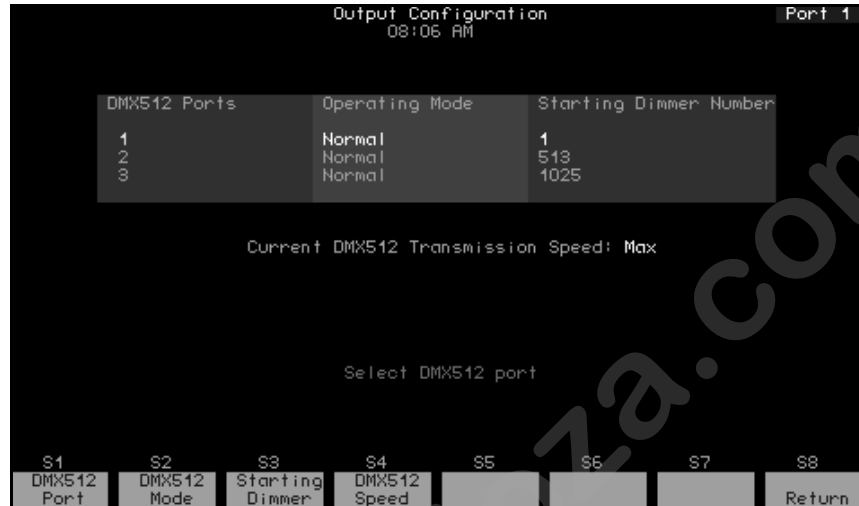 Output Configuration Port 1
08:06 AM
DMX512 Ports Operating Mode Starting Dimmer Number
1 Normal 1
2 Normal 513
3 Normal 1025
Current DMX512 Transmission Speed: Max
Select DMX512 port
S1 S2 S3 S4 S5 S6 S7 S8
DMX512 DMX512 Starting DMX512
Port Mode Dimmer Speed Return